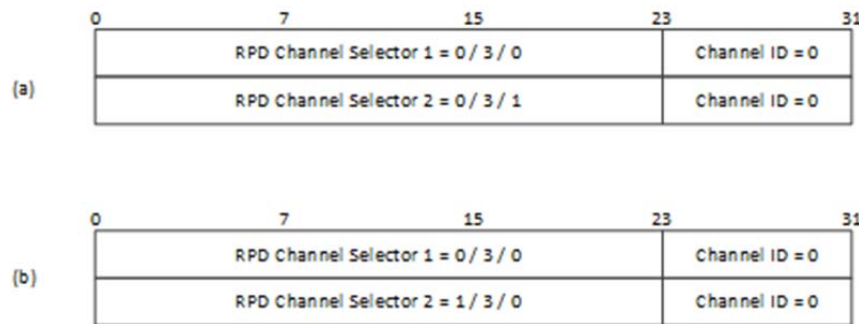 0 7 15 23 31
RPD Channel Selector 1 = 0 / 3 / 0 Channel ID = 0
(a)
RPD Channel Selector 2 = 0 / 3 / 1 Channel ID = 0
0 7 15 23 31
RPD Channel Selector 1 = 0 / 3 / 0 Channel ID = 0
(b)
RPD Channel Selector 2 = 1 / 3 / 0 Channel ID = 0